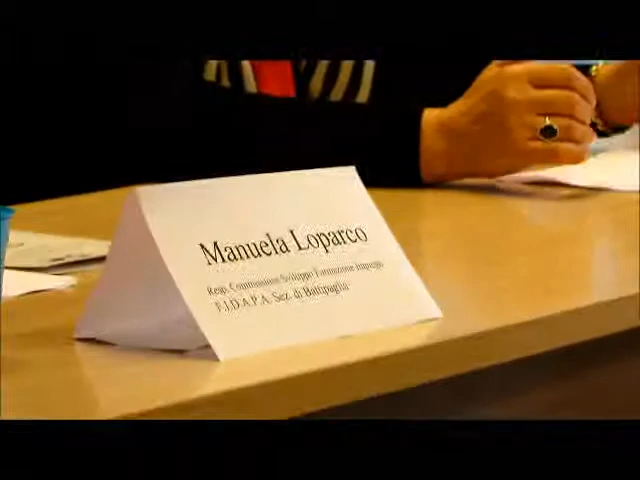 Manuela Loparco
Resp. Commissione Sviluppo Formazione Impiego
F.I.D.A.P.A. Sez. di Battipaglia